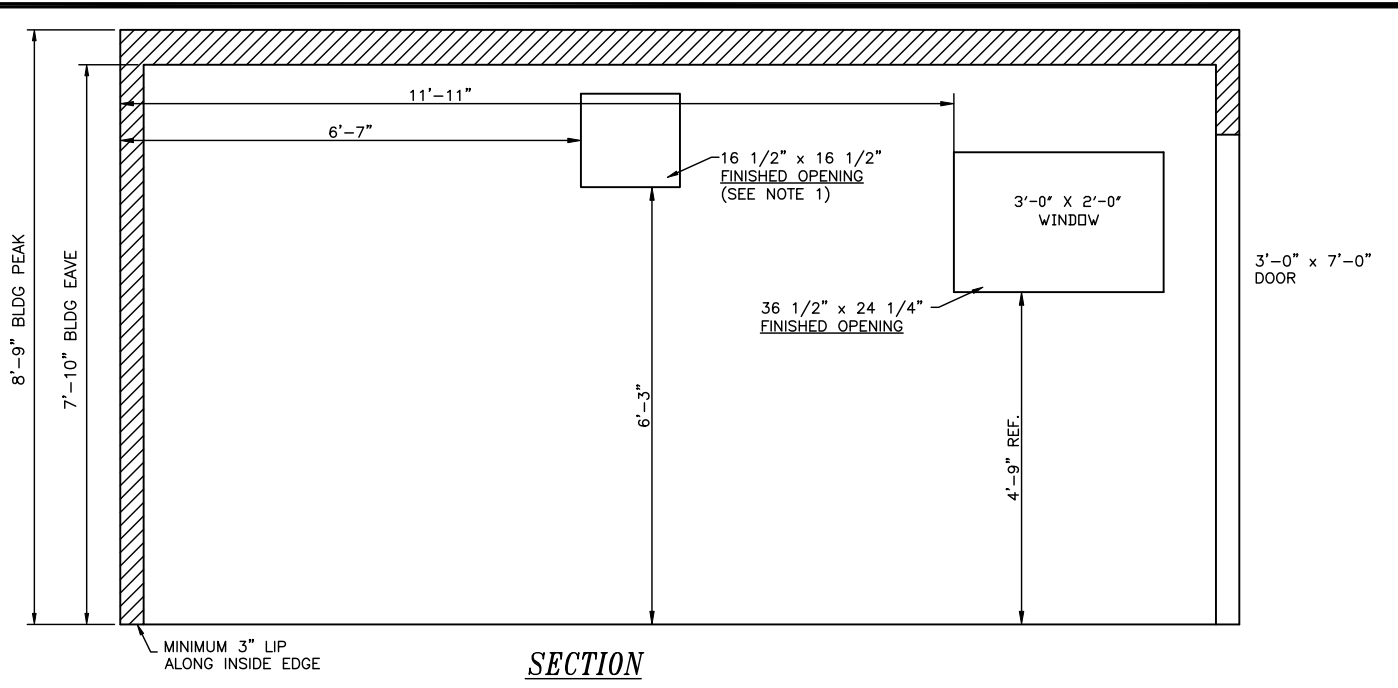 11'-11"
6'-7"
16 1/2" x 16 1/2"
FINISHED OPENING
(SEE NOTE 1)
3'-0" X 2'-0"
WINDOW
8'-9" BLDG PEAK
7'-10" BLDG EAVE
3'-0" x 7'-0"
DOOR
36 1/2" x 24 1/4"
FINISHED OPENING
6'-3"
4'-9" REF.
MINIMUM 3" LIP
ALONG INSIDE EDGE
SECTION